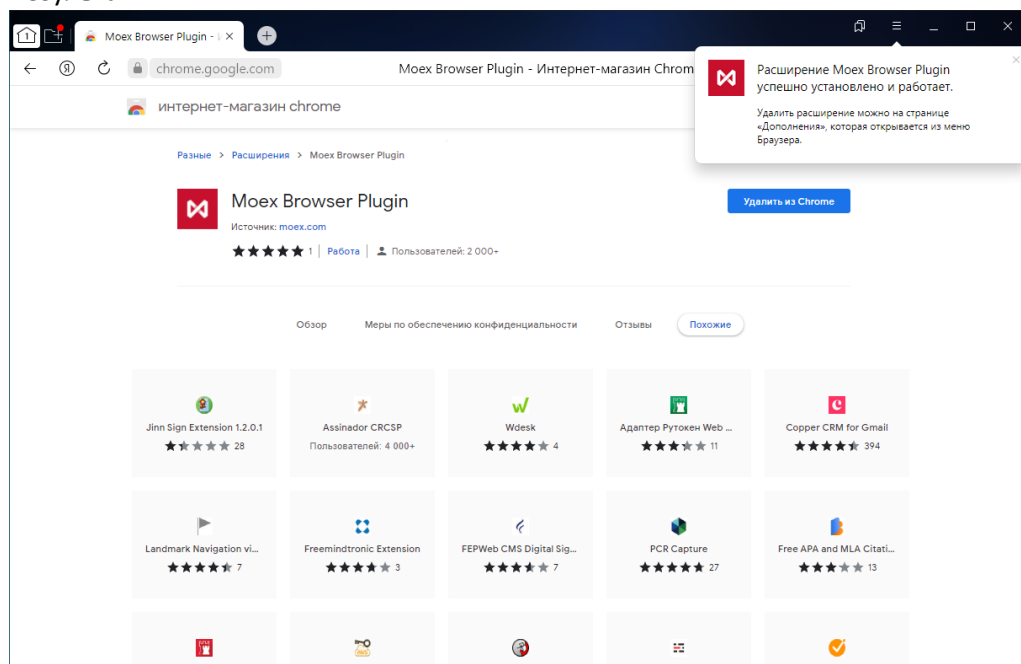 1
Moex Browser Plugin -
chrome.google.com
Moex Browser Plugin - Интернет-магазин Chrom
Расширение Moex Browser Plugin
успешно установлено и работает.
Удалить расширение можно на странице
«Дополнения», которая открывается из меню
Браузера.
интернет-магазин chrome
Разные > Расширения > Moex Browser Plugin
Moex Browser Plugin
Удалить из Chrome
Источник: moex.com
1 | Работа | Пользователей: 2 000+
Обзор Меры по обеспечению конфиденциальности Отзывы Похожие
Jinn Sign Extension 1.2.0.1
28
Assinador CRCSP
Пользователей: 4 000+
Wdesk
4
Адаптер Рутокен Web ...
11
Copper CRM for Gmail
394
Landmark Navigation vi...
7
Freemindtronic Extension
3
FEPWeb CMS Digital Sig...
7
PCR Capture
27
Free APA and MLA Citati...
13